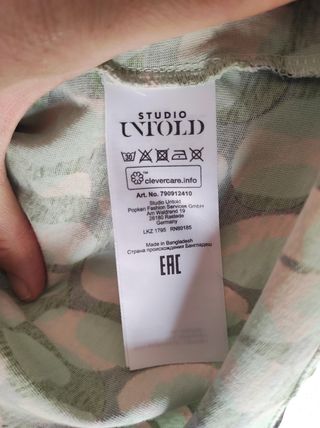 STUDIO
UNTOLD
clevercare.info
Art. No. 790912410
Studio Untold
Popken Fashion Services GmbH
Am Waldrand 19
26180 Rastede
LKZ 1795 RN89185
Made in Bangladesh
Страна происхождения Бангладеш
EAC